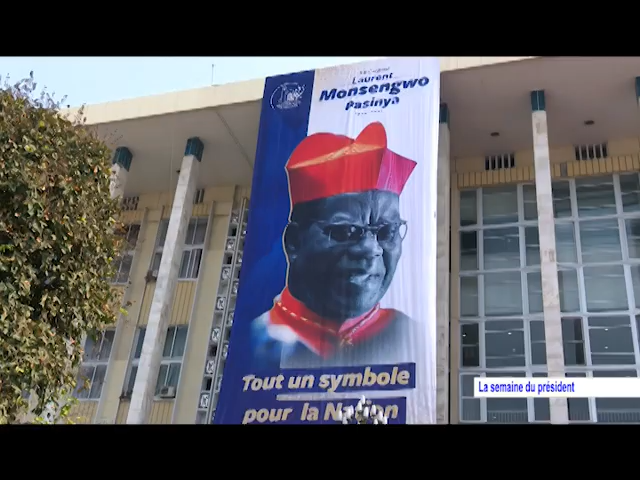 Laurent
Monsengwo
Pasinya
Tout un symbole
pour la Nation
La semaine du président